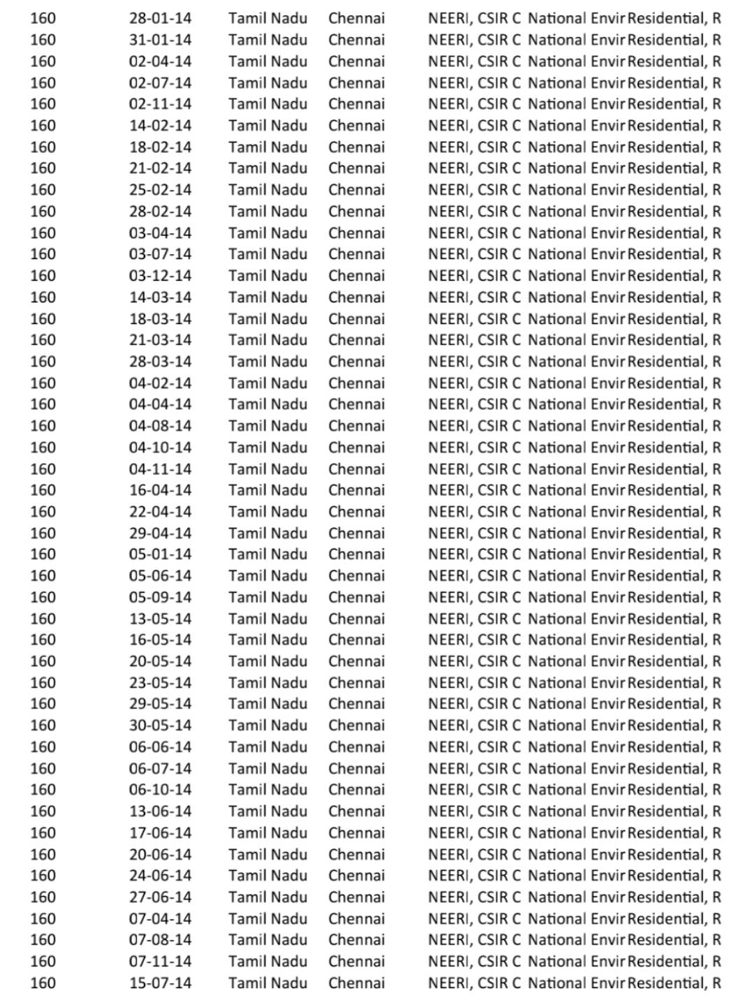 160 28-01-14 Tamil Nadu Chennai NEERI, CSIR C National Envir Residential, R
160 31-01-14 Tamil Nadu Chennai NEERI, CSIR C National Envir Residential, R
160 02-04-14 Tamil Nadu Chennai NEERI, CSIR C National Envir Residential, R
160 02-07-14 Tamil Nadu Chennai NEERI, CSIR C National Envir Residential, R
160 02-11-14 Tamil Nadu Chennai NEERI, CSIR C National Envir Residential, R
160 14-02-14 Tamil Nadu Chennai NEERI, CSIR C National Envir Residential, R
160 18-02-14 Tamil Nadu Chennai NEERI, CSIR C National Envir Residential, R
160 21-02-14 Tamil Nadu Chennai NEERI, CSIR C National Envir Residential, R
160 25-02-14 Tamil Nadu Chennai NEERI, CSIR C National Envir Residential, R
160 28-02-14 Tamil Nadu Chennai NEERI, CSIR C National Envir Residential, R
160 03-04-14 Tamil Nadu Chennai NEERI, CSIR C National Envir Residential, R
160 03-07-14 Tamil Nadu Chennai NEERI, CSIR C National Envir Residential, R
160 03-12-14 Tamil Nadu Chennai NEERI, CSIR C National Envir Residential, R
160 14-03-14 Tamil Nadu Chennai NEERI, CSIR C National Envir Residential, R
160 18-03-14 Tamil Nadu Chennai NEERI, CSIR C National Envir Residential, R
160 21-03-14 Tamil Nadu Chennai NEERI, CSIR C National Envir Residential, R
160 28-03-14 Tamil Nadu Chennai NEERI, CSIR C National Envir Residential, R
160 04-02-14 Tamil Nadu Chennai NEERI, CSIR C National Envir Residential, R
160 04-04-14 Tamil Nadu Chennai NEERI, CSIR C National Envir Residential, R
160 04-08-14 Tamil Nadu Chennai NEERI, CSIR C National Envir Residential, R
160 04-10-14 Tamil Nadu Chennai NEERI, CSIR C National Envir Residential, R
160 04-11-14 Tamil Nadu Chennai NEERI, CSIR C National Envir Residential, R
160 16-04-14 Tamil Nadu Chennai NEERI, CSIR C National Envir Residential, R
160 22-04-14 Tamil Nadu Chennai NEERI, CSIR C National Envir Residential, R
160 29-04-14 Tamil Nadu Chennai NEERI, CSIR C National Envir Residential, R
160 05-01-14 Tamil Nadu Chennai NEERI, CSIR C National Envir Residential, R
160 05-06-14 Tamil Nadu Chennai NEERI, CSIR C National Envir Residential, R
160 05-09-14 Tamil Nadu Chennai NEERI, CSIR C National Envir Residential, R
160 13-05-14 Tamil Nadu Chennai NEERI, CSIR C National Envir Residential, R
160 16-05-14 Tamil Nadu Chennai NEERI, CSIR C National Envir Residential, R
160 20-05-14 Tamil Nadu Chennai NEERI, CSIR C National Envir Residential, R
160 23-05-14 Tamil Nadu Chennai NEERI, CSIR C National Envir Residential, R
160 29-05-14 Tamil Nadu Chennai NEERI, CSIR C National Envir Residential, R
160 30-05-14 Tamil Nadu Chennai NEERI, CSIR C National Envir Residential, R
160 06-06-14 Tamil Nadu Chennai NEERI, CSIR C National Envir Residential, R
160 06-07-14 Tamil Nadu Chennai NEERI, CSIR C National Envir Residential, R
160 06-10-14 Tamil Nadu Chennai NEERI, CSIR C National Envir Residential, R
160 13-06-14 Tamil Nadu Chennai NEERI, CSIR C National Envir Residential, R
160 17-06-14 Tamil Nadu Chennai NEERI, CSIR C National Envir Residential, R
160 20-06-14 Tamil Nadu Chennai NEERI, CSIR C National Envir Residential, R
160 24-06-14 Tamil Nadu Chennai NEERI, CSIR C National Envir Residential, R
160 27-06-14 Tamil Nadu Chennai NEERI, CSIR C National Envir Residential, R
160 07-04-14 Tamil Nadu Chennai NEERI, CSIR C National Envir Residential, R
160 07-08-14 Tamil Nadu Chennai NEERI, CSIR C National Envir Residential, R
160 07-11-14 Tamil Nadu Chennai NEERI, CSIR C National Envir Residential, R
160 15-07-14 Tamil Nadu Chennai NEERI, CSIR C National Envir Residential, R